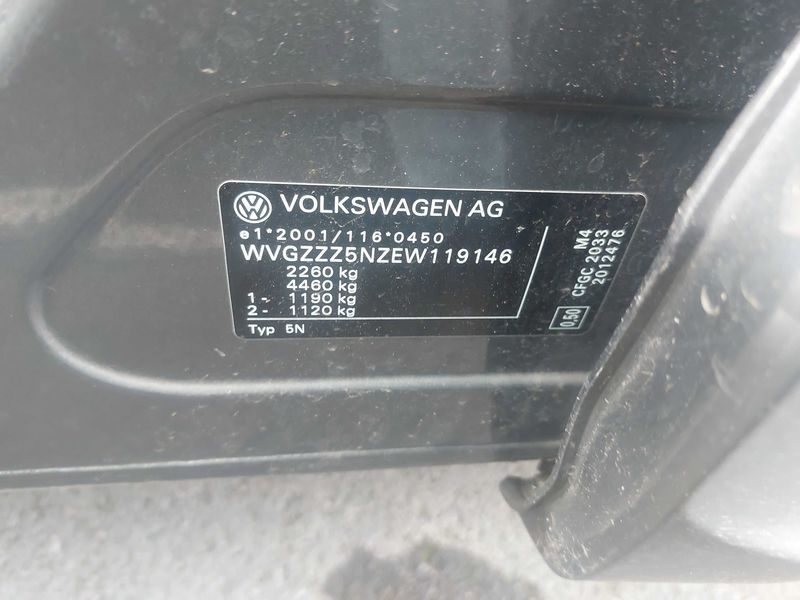 VOLKSWAGEN AG
e1*2001/116*0450
WVGZZZ5NZEW119146
2260 kg
4460 kg
1- 1190 kg
2- 1120 kg
Typ 5N
M4
CFGC 2033
2012476
0,50